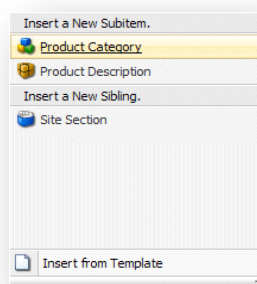 Insert a New Subitem.
Product Category
Product Description
Insert a New Sibling.
Site Section
Insert from Template